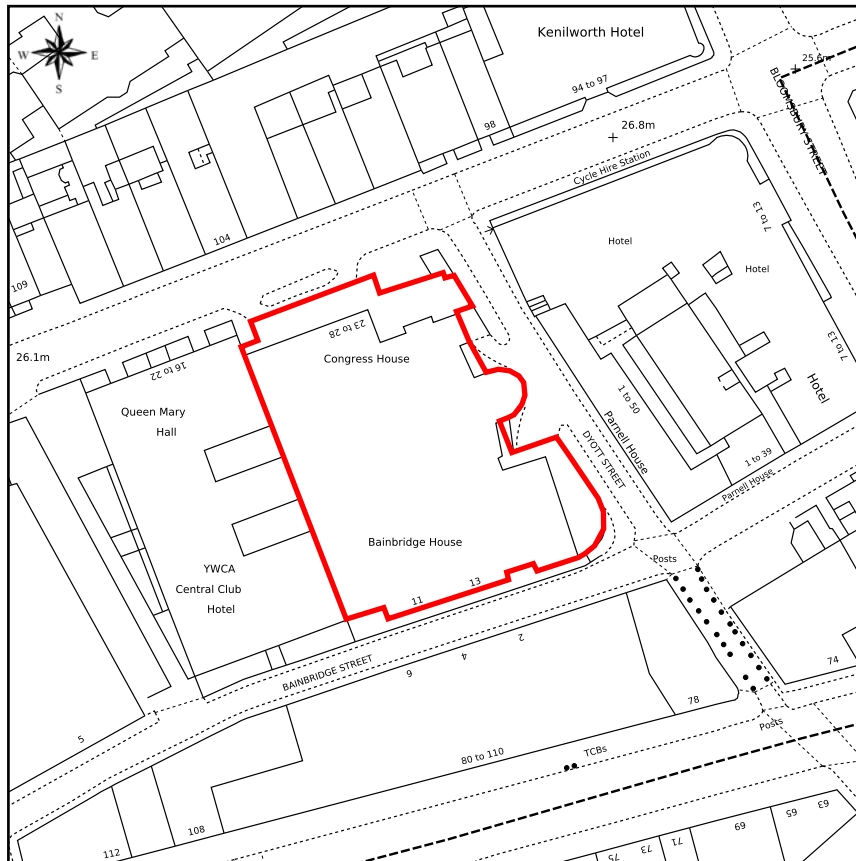 N
W
E
S
Kenilworth Hotel
94 to 97
98
26.8m
25.6m
BLOOMSBURY STREET
Cycle Hire Station
104
109
Hotel
7 to 13
Hotel
26.1m
23 to 28
Congress House
16 to 22
Queen Mary
Hall
1 to 50
Parnell House
DYOTT STREET
7 to 13
Hotel
1 to 39
Parnell House
Bainbridge House
YWCA
Central Club
Hotel
Posts
13
11
2
4
6
BAINBRIDGE STREET
74
78
Posts
5
80 to 110
TCBs
108
112
75
73
71
69
65
63